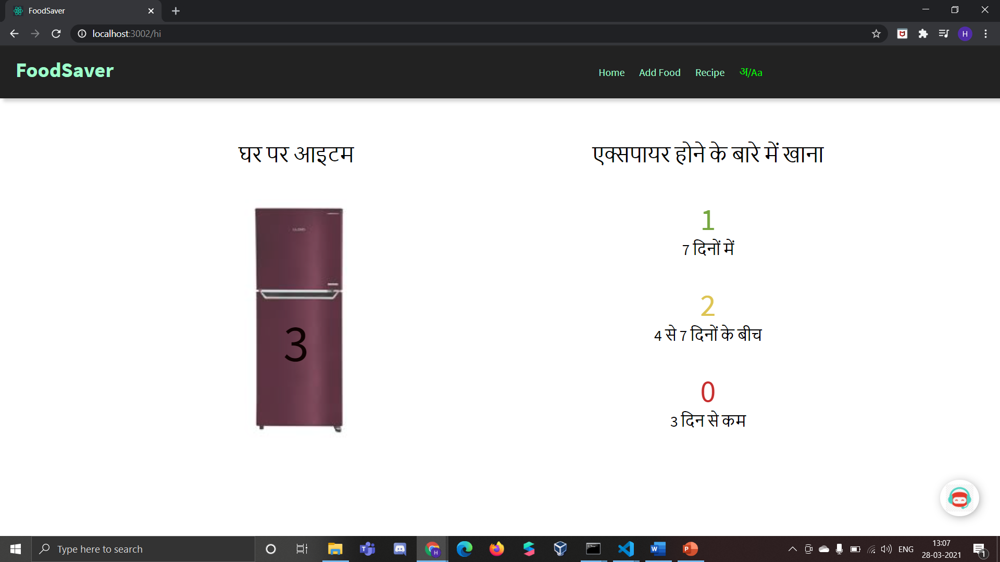 FoodSaver
localhost:3002/hi
H
FoodSaver
Home
Add Food
Recipe
अ/Aa
घर पर आइटम
एक्सपायर होने के बारे में खाना
3
1
7 दिनों में
2
4 से 7 दिनों के बीच
0
3 दिन से कम
Type here to search
ENG
13:07
28-03-2021
1